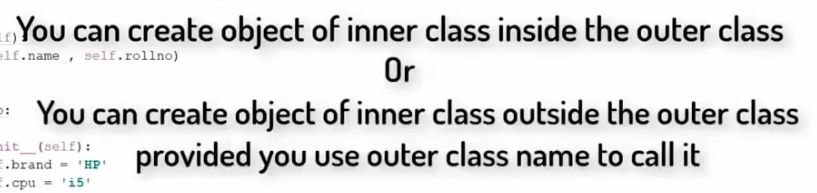 You can create object of inner class inside the outer class
lf):
elf.name , self.rollno)
Or
You can create object of inner class outside the outer class
provided you use outer class name to call it
nit__(self):
f.brand = 'HP'
f.cpu = 'i5'